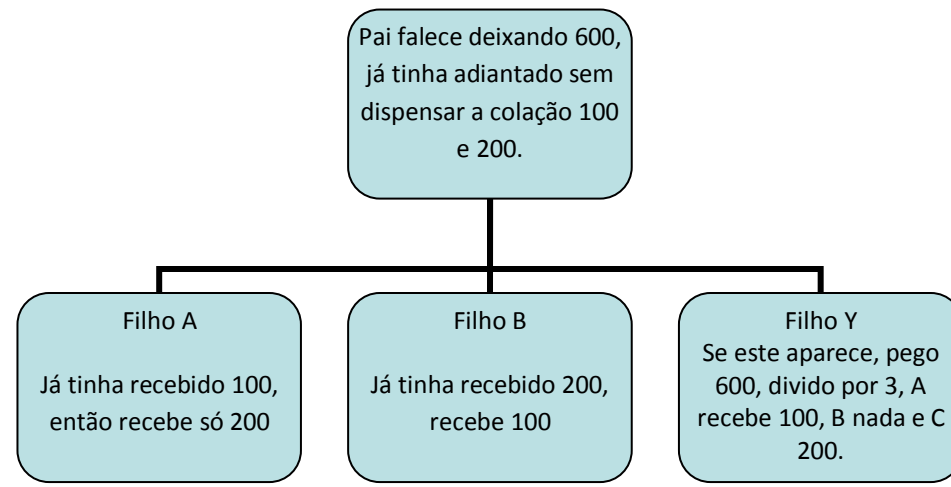 Pai falece deixando 600,
já tinha adiantado sem
dispensar a colação 100
e 200.
Filho A
Já tinha recebido 100,
então recebe só 200
Filho B
Já tinha recebido 200,
recebe 100
Filho Y
Se este aparece, pego
600, divido por 3, A
recebe 100, B nada e C
200.